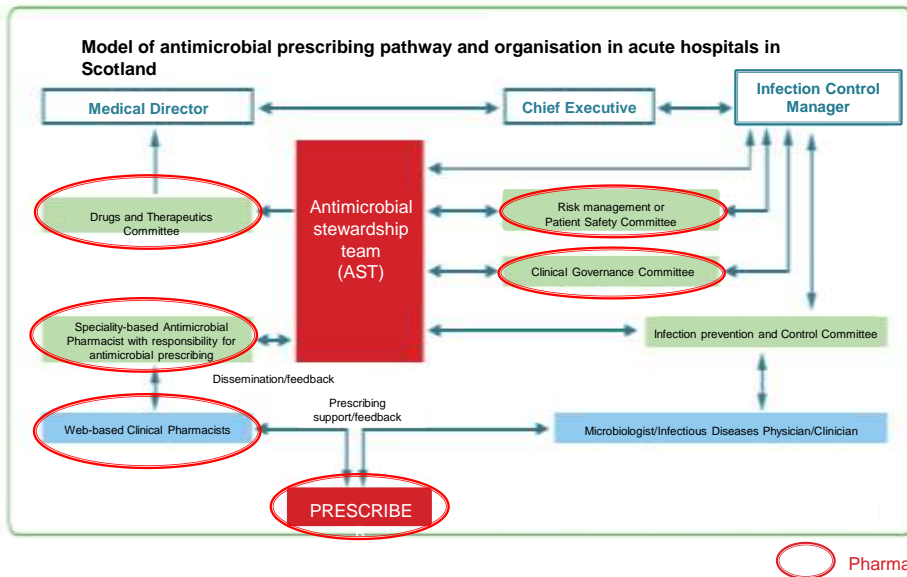 Model of antimicrobial prescribing pathway and organisation in acute hospitals in
Scotland
Medical Director
Chief Executive
Infection Control
Manager
Drugs and Therapeutics
Committee
Antimicrobial
stewardship
team
(AST)
Risk management or
Patient Safety Committee
Clinical Governance Committee
Speciality-based Antimicrobial
Pharmacist with responsibility for
antimicrobial prescribing
Infection prevention and Control Committee
Dissemination/feedback
Prescribing
support/feedback
Web-based Clinical Pharmacists
Microbiologist/Infectious Diseases Physician/Clinician
PRESCRIBE
R
Pharma